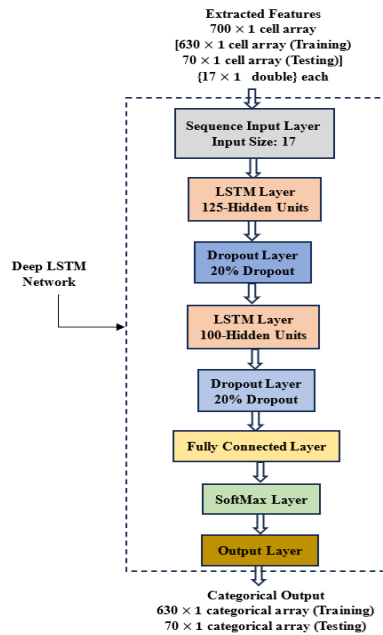 Extracted Features
700 × 1 cell array
[630 × 1 cell array (Training)
70 × 1 cell array (Testing)]
{17 × 1 double} each
Sequence Input Layer
Input Size: 17
LSTM Layer
125-Hidden Units
Dropout Layer
20% Dropout
Deep LSTM
Network
LSTM Layer
100-Hidden Units
Dropout Layer
20% Dropout
Fully Connected Layer
SoftMax Layer
Output Layer
Categorical Output
630 × 1 categorical array (Training)
70 × 1 categorical array (Testing)